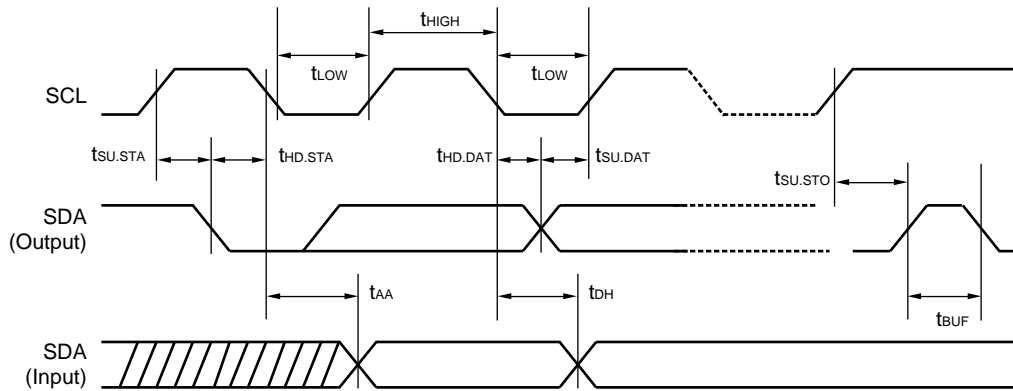 tHIGH
tLOW
tLOW
SCL
tSU.STA
tHD.STA
tHD.DAT
tSU.DAT
tSU.STO
SDA
(Output)
tAA
tDH
tBUF
SDA
(Input)